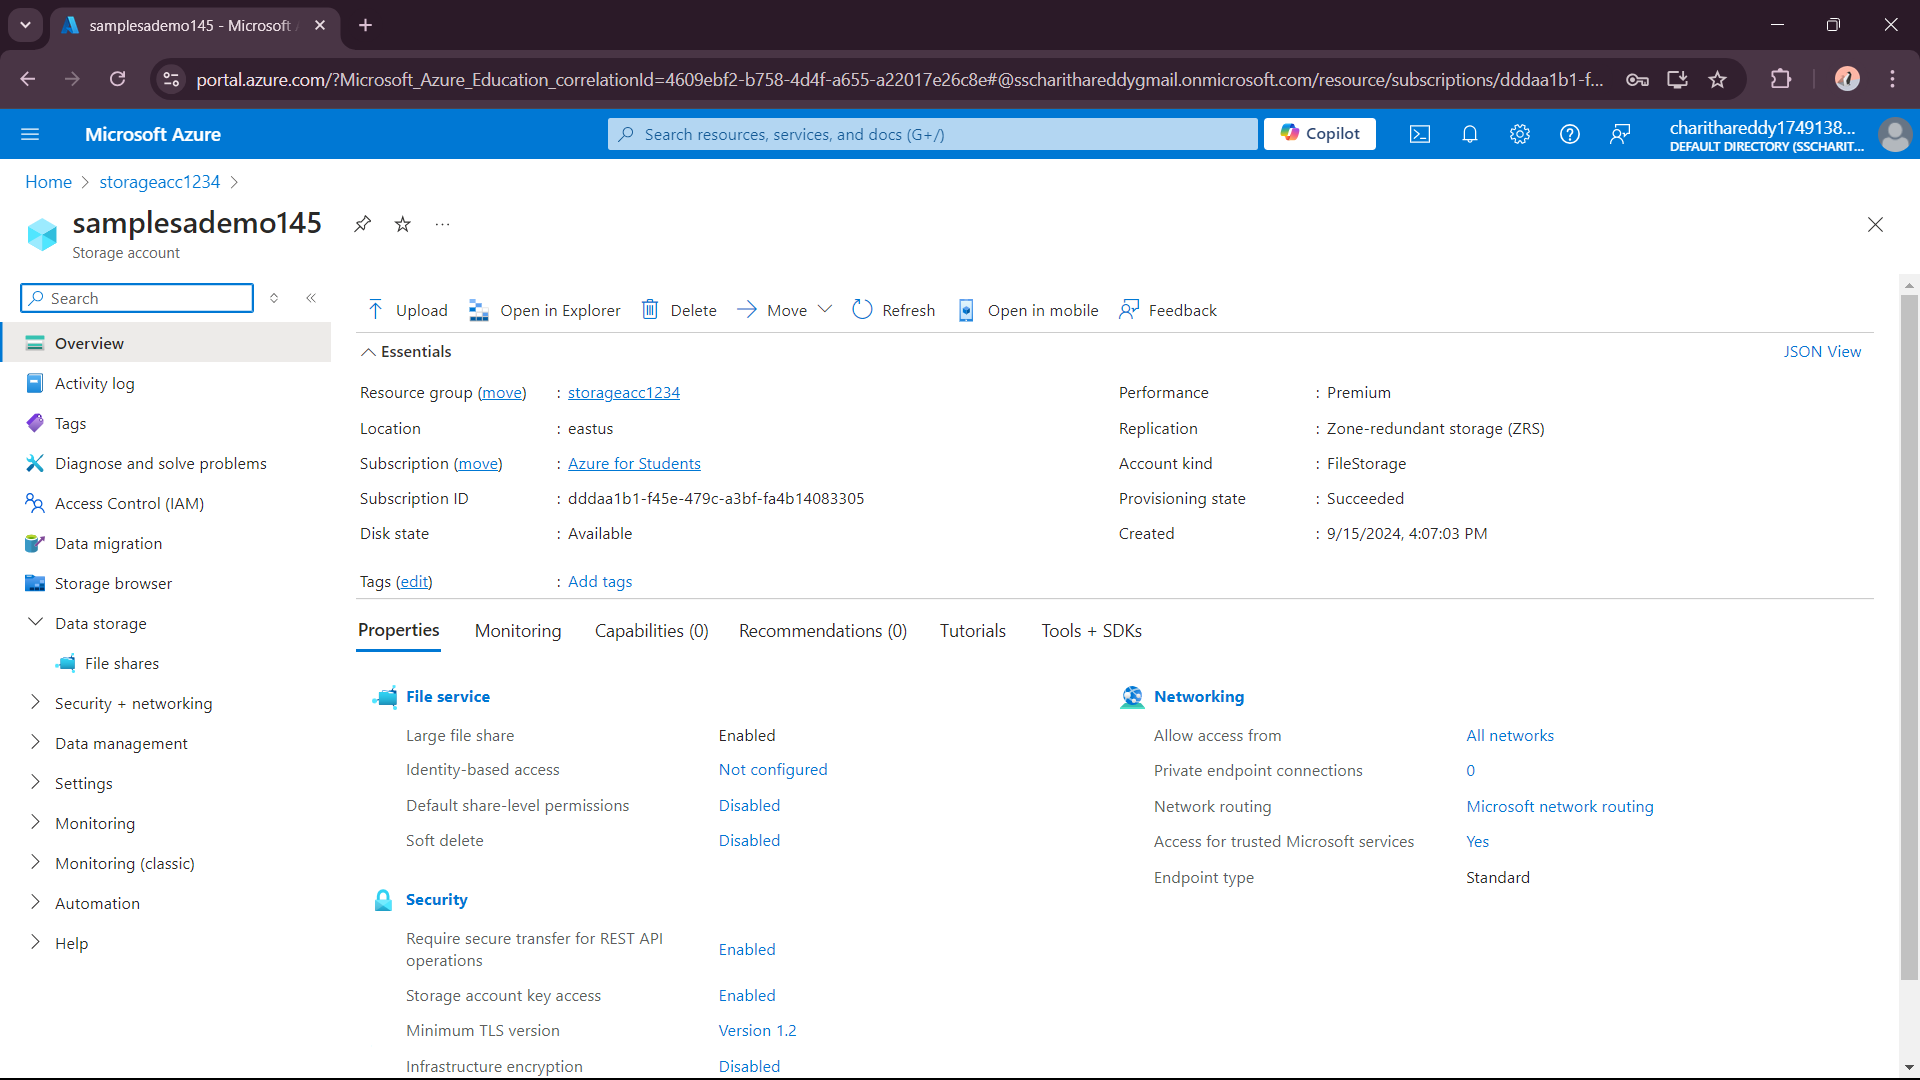 samplesademo145 - Microsoft
portal.azure.com/?Microsoft_Azure_Education_correlationId=4609ebf2-b758-4d4f-a655-a22017e26c8e#@sscharithareddygmail.onmicrosoft.com/resource/subscriptions/dddaa1b1-f...
Microsoft Azure
Search resources, services, and docs (G+/)
Copilot
charithareddy1749138...
DEFAULT DIRECTORY (SSCHARIT...
Home > storageacc1234 >
samplesademo145
Storage account
Search
Overview
Activity log
Tags
Diagnose and solve problems
Access Control (IAM)
Data migration
Storage browser
Data storage
File shares
Security + networking
Data management
Settings
Monitoring
Monitoring (classic)
Automation
Help
Upload Open in Explorer Delete Move Refresh Open in mobile Feedback
Essentials
JSON View
Resource group (move) : storageacc1234
Location : eastus
Subscription (move) : Azure for Students
Subscription ID : dddaa1b1-f45e-479c-a3bf-fa4b14083305
Disk state : Available
Tags (edit) : Add tags
Performance : Premium
Replication : Zone-redundant storage (ZRS)
Account kind : FileStorage
Provisioning state : Succeeded
Created : 9/15/2024, 4:07:03 PM
Properties Monitoring Capabilities (0) Recommendations (0) Tutorials Tools + SDKs
File service
Large file share Enabled
Identity-based access Not configured
Default share-level permissions Disabled
Soft delete Disabled
Security
Require secure transfer for REST API
operations Enabled
Storage account key access Enabled
Minimum TLS version Version 1.2
Infrastructure encryption Disabled
Networking
Allow access from All networks
Private endpoint connections 0
Network routing Microsoft network routing
Access for trusted Microsoft services Yes
Endpoint type Standard